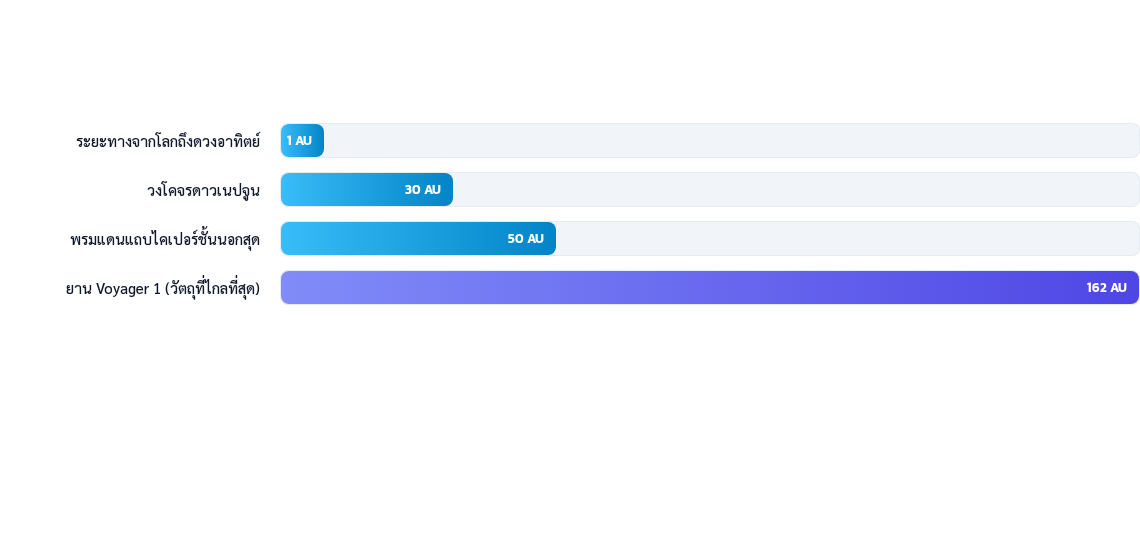 ระยะทางจากโลกถึงดวงอาทิตย์ 1 AU
วงโคจรดาวเนปจูน 30 AU
พรมแดนแถบไคเปอร์ชั้นนอกสุด 50 AU
ยาน Voyager 1 (วัตถุที่ไกลที่สุด) 162 AU